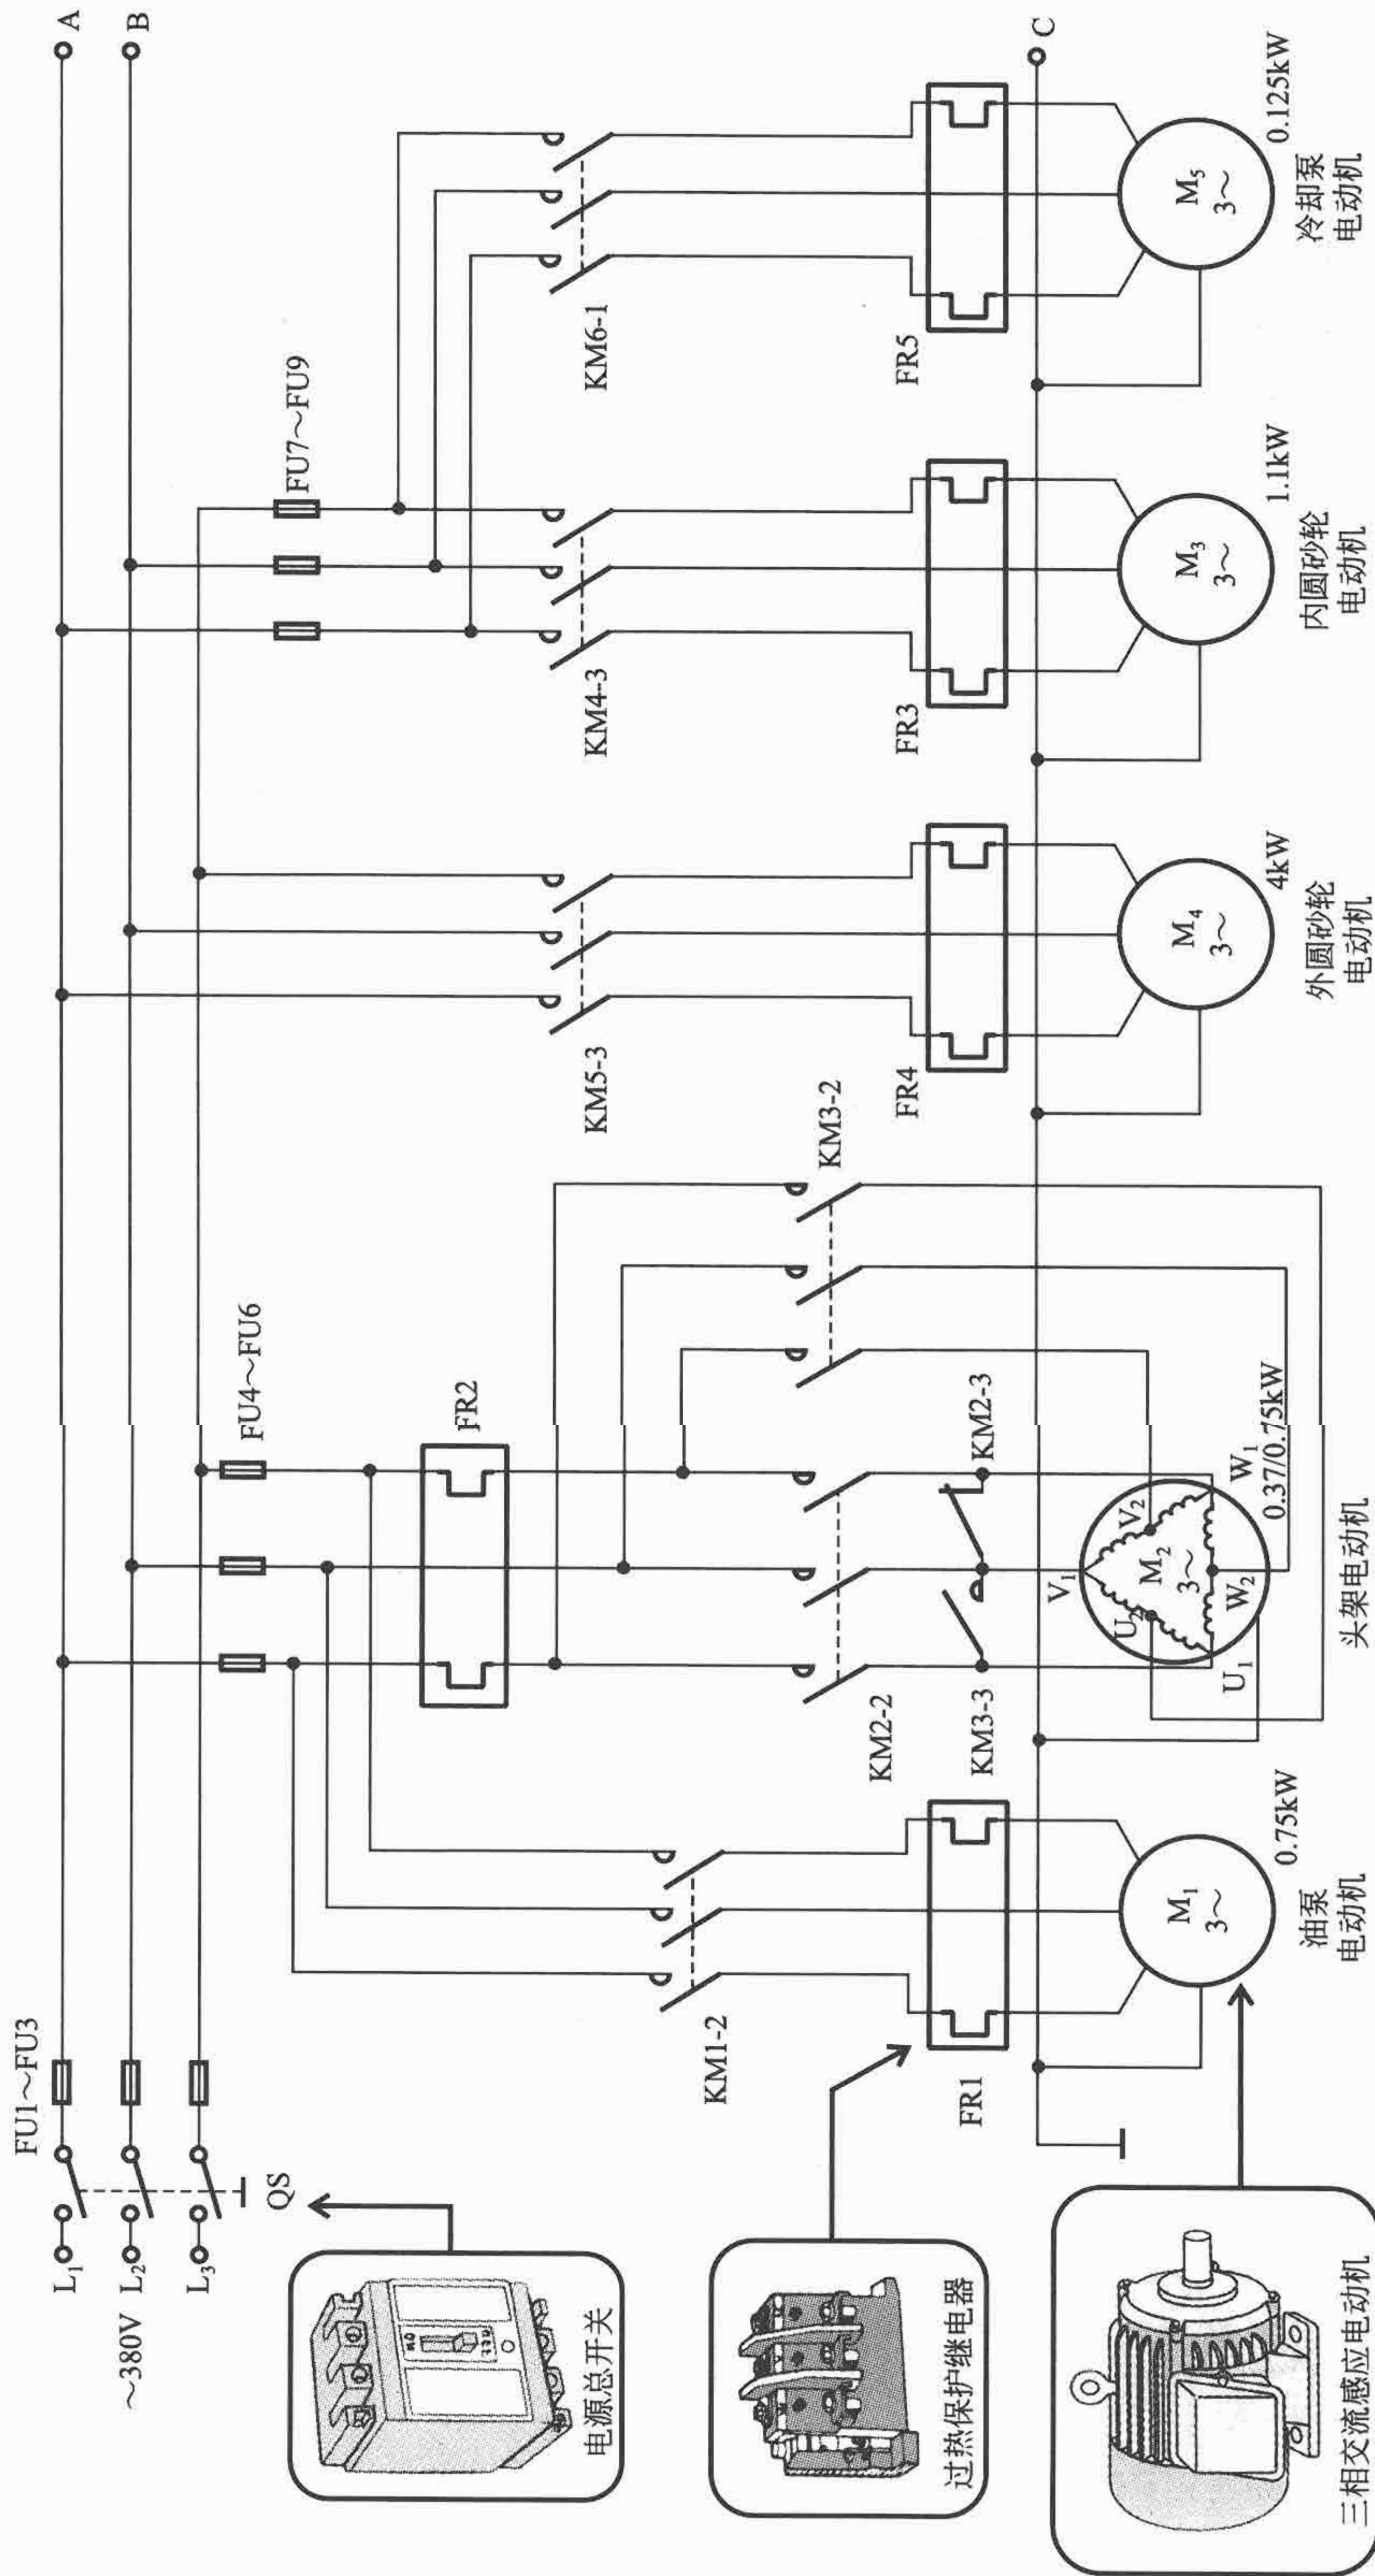 FU1～FU3
L₁
～380V
L₂
L₃
QS
电源总开关
过热保护继电器
三相交流感应电动机
KM1-2
FR1
M₁
3～
0.75kW
油泵
电动机
FU4～FU6
FR2
KM2-2
KM3-3
KM2-3
KM3-2
V₁
U₂
V₂
M₂
3～
W₂
U₁
W₁
0.37/0.75kW
头架电动机
KM5-3
FR4
M₄
3～
4kW
外圆砂轮
电动机
FU7～FU9
KM4-3
FR3
M₃
3～
1.1kW
内圆砂轮
电动机
KM6-1
FR5
M₅
3～
0.125kW
冷却泵
电动机
A
B
C